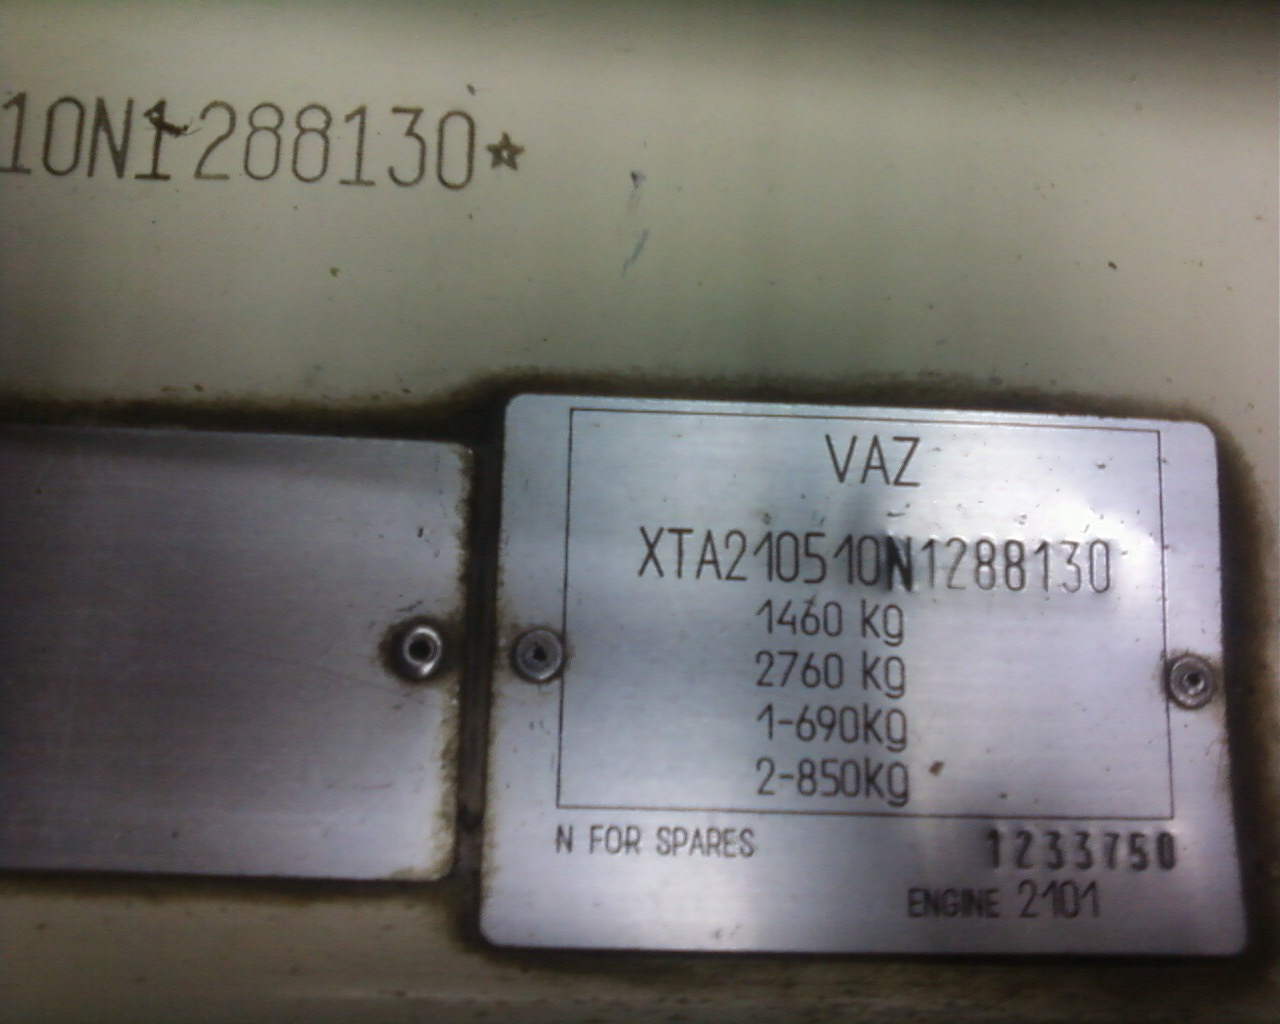 10N1288130☆
VAZ
XTA210510N1288130
1460 kg
2760 kg
1-690kg
2-850kg
N FOR SPARES 1233750
ENGINE 2101